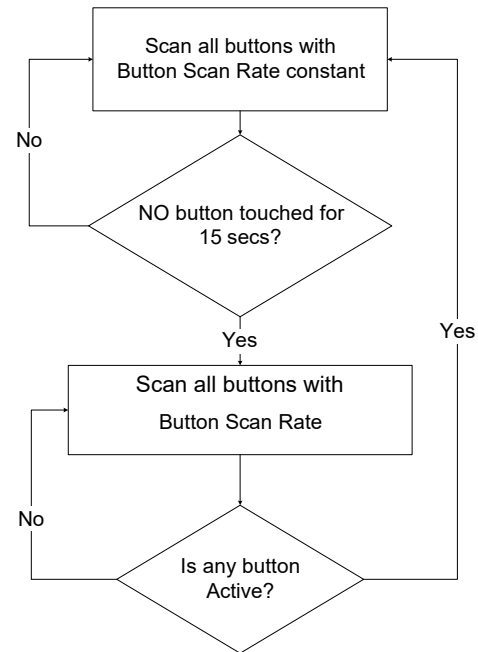 Scan all buttons with
Button Scan Rate constant
No
NO button touched for
15 secs?
Yes
Yes
Scan all buttons with
Button Scan Rate
No
Is any button
Active?